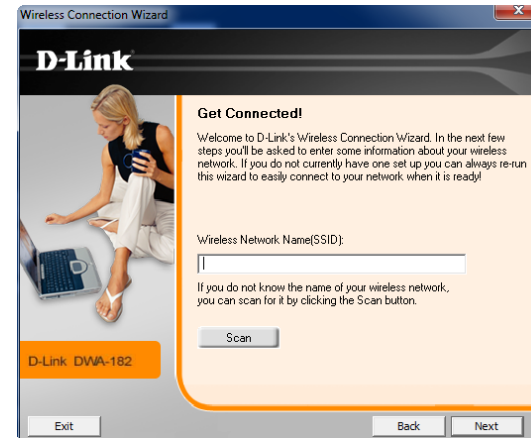 Wireless Connection Wizard
D-Link
Get Connected!
Welcome to D-Link's Wireless Connection Wizard. In the next few
steps you'll be asked to enter some information about your wireless
network. If you do not currently have one set up you can always re-run
this wizard to easily connect to your network when it is ready!
Wireless Network Name(SSID):
If you do not know the name of your wireless network,
you can scan for it by clicking the Scan button.
Scan
D-Link DWA-182
Exit
Back
Next